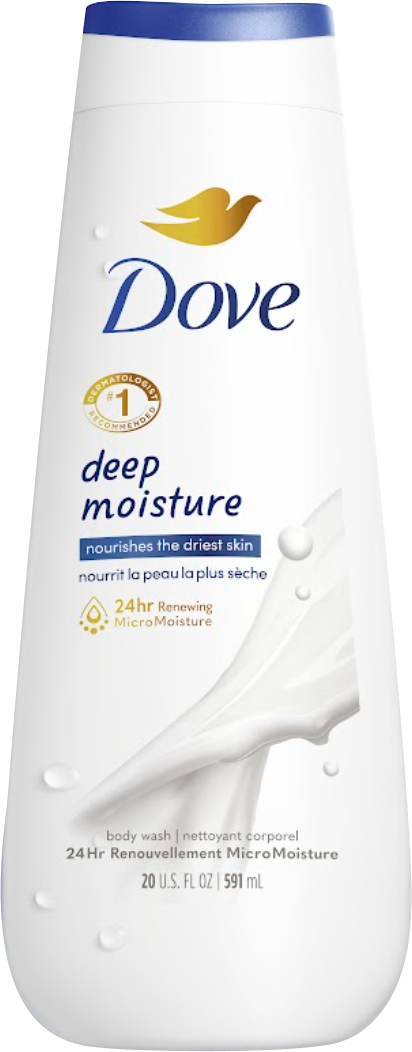 Dove
DERMATOLOGIST
#1
RECOMMENDED
deep
moisture
nourishes the driest skin
nourrit la peau la plus sèche
24hr Renewing
MicroMoisture
body wash | nettoyant corporel
24Hr Renouvellement MicroMoisture
20 U.S. FL OZ | 591 mL